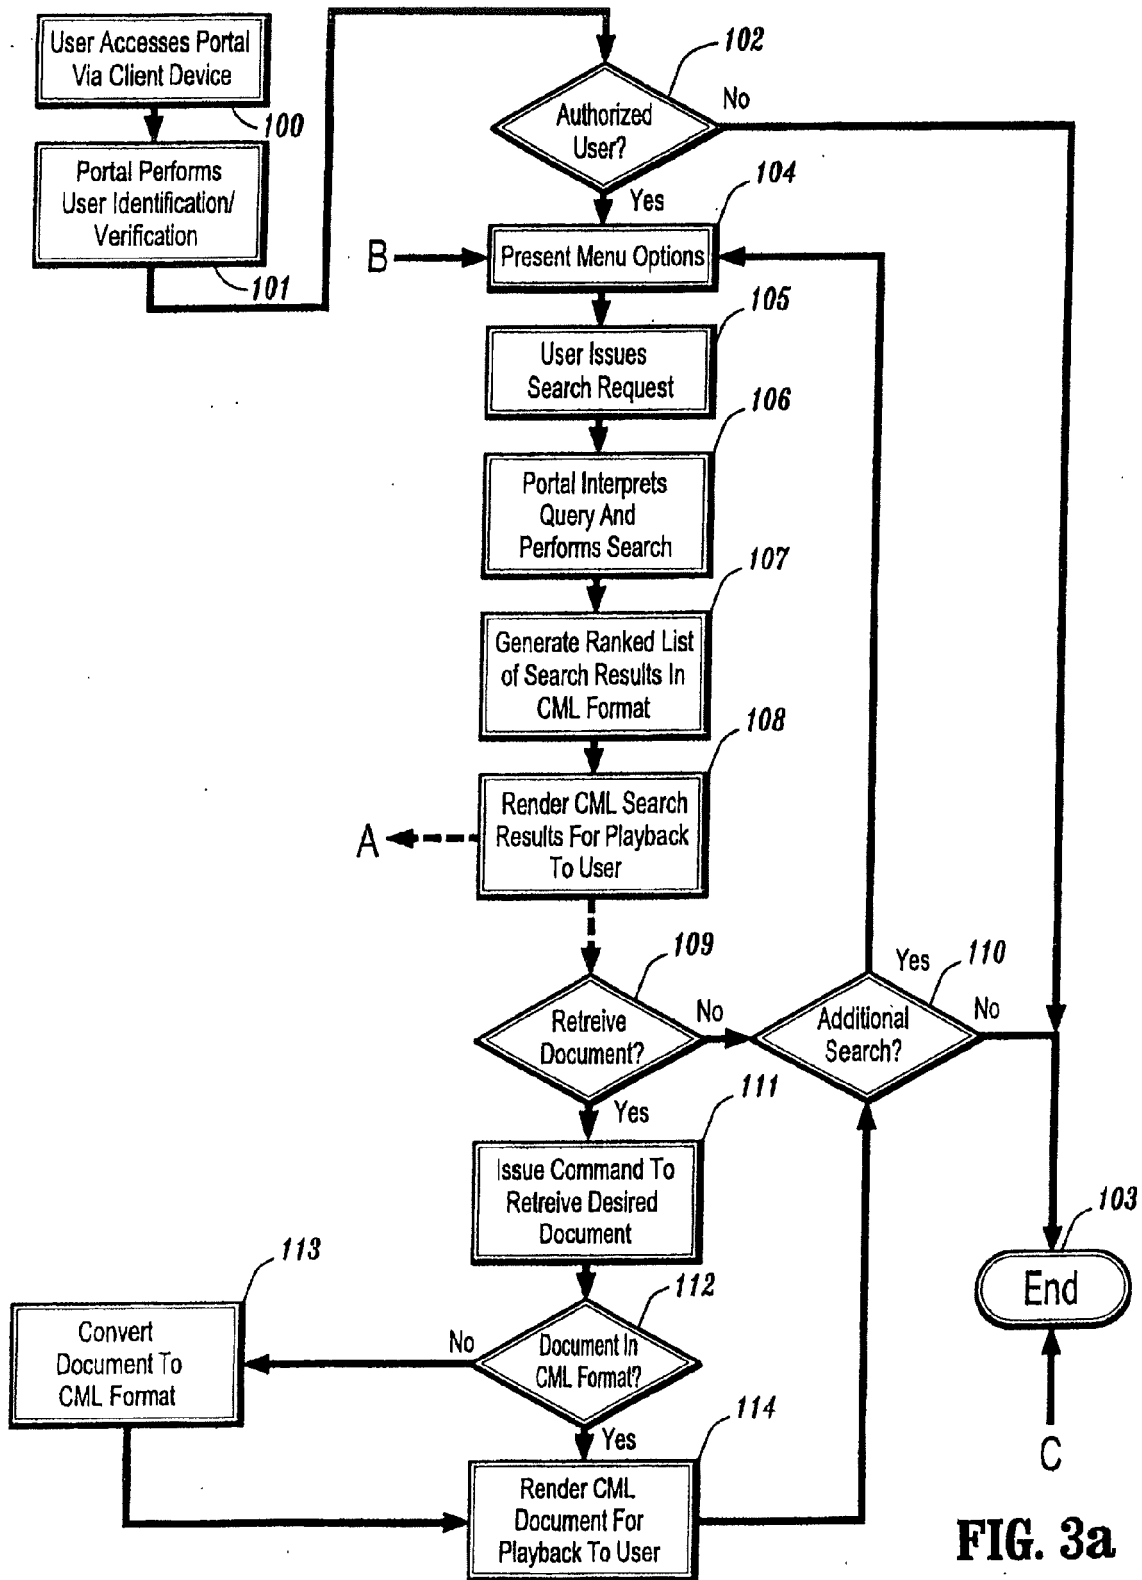 User Accesses Portal
Via Client Device
100
Portal Performs
User Identification/
Verification
101
102
Authorized
User?
No
Yes
104
B
Present Menu Options
105
User Issues
Search Request
106
Portal Interprets
Query And
Performs Search
107
Generate Ranked List
of Search Results In
CML Format
108
Render CML Search
Results For Playback
To User
A
109
Retreive
Document?
No
Yes
110
Additional
Search?
Yes
No
111
Issue Command To
Retreive Desired
Document
103
End
C
112
Document In
CML Format?
No
Yes
113
Convert
Document To
CML Format
114
Render CML
Document For
Playback To User
FIG. 3a